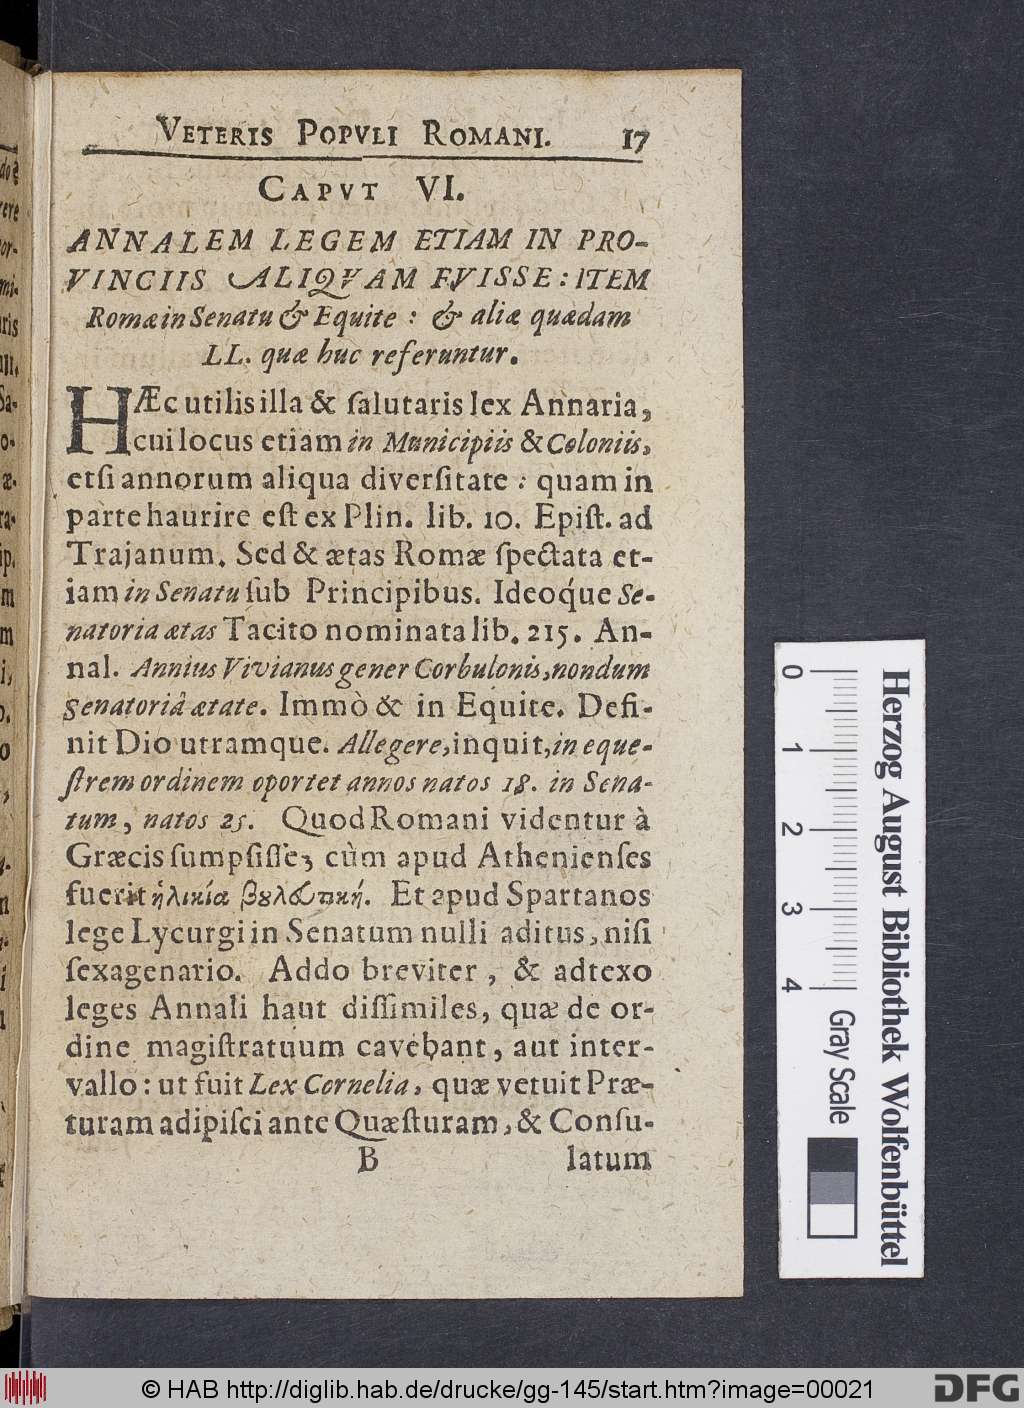 VETERIS POPVLI ROMANI. 17
CAPVT VI.
ANNALEM LEGEM ETIAM IN PRO-
VINCIIS ALIQVAM FVISSE: ITEM
Romæ in Senatu & Equite: & aliæ quædam
LL. quæ huc referuntur.
HÆc utilis illa & ſalutaris lex Annaria,
cui locus etiam in Municipiis & Coloniis,
etſi annorum aliqua diverſitate: quam in
parte haurire eſt ex Plin. lib. 10. Epiſt. ad
Trajanum. Sed & ætas Romæ ſpectata et-
iam in Senatu ſub Principibus. Ideoq́ue Se-
natoria ætas Tacito nominata lib. 215. An-
nal. Annius Vivianus gener Corbulonis, nondum
senatoriâ ætate. Immò & in Equite. Defi-
nit Dio utramque. Allegere, inquit, in eque-
ſtrem ordinem oportet annos natos 18. in Sena-
tum, natos 25. Quod Romani videntur à
Græcis ſumpſiſſe, cùm apud Athenienſes
fuerit ἡλικία βȣλευτική. Et apud Spartanos
lege Lycurgi in Senatum nulli aditus, niſi
ſexagenario. Addo breviter, & adtexo
leges Annali haut diſſimiles, quæ de or-
dine magiſtratuum cavebant, aut inter-
vallo: ut fuit Lex Cornelia, quæ vetuit Præ-
turam adipiſci ante Quæſturam, & Conſu-
B latum
0 1 2 3 4 Gray Scale
Herzog August Bibliothek Wolfenbüttel
© HAB http://diglib.hab.de/drucke/gg-145/start.htm?image=00021
DFG